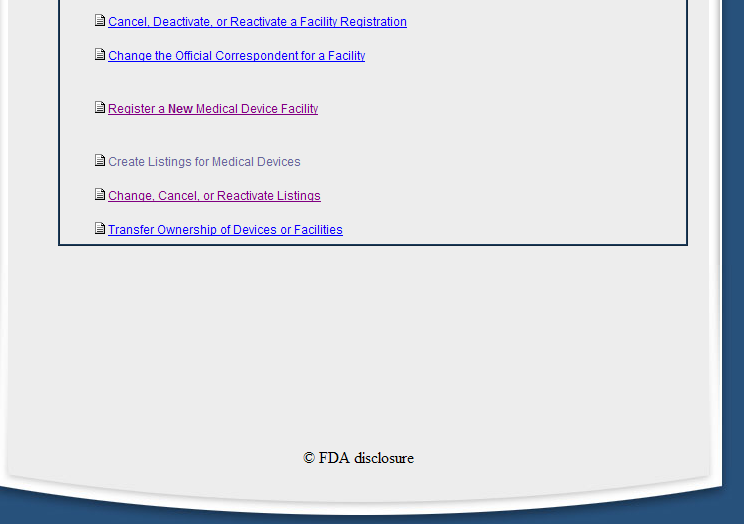 Cancel, Deactivate, or Reactivate a Facility Registration
Change the Official Correspondent for a Facility
Register a New Medical Device Facility
Create Listings for Medical Devices
Change, Cancel, or Reactivate Listings
Transfer Ownership of Devices or Facilities
© FDA disclosure